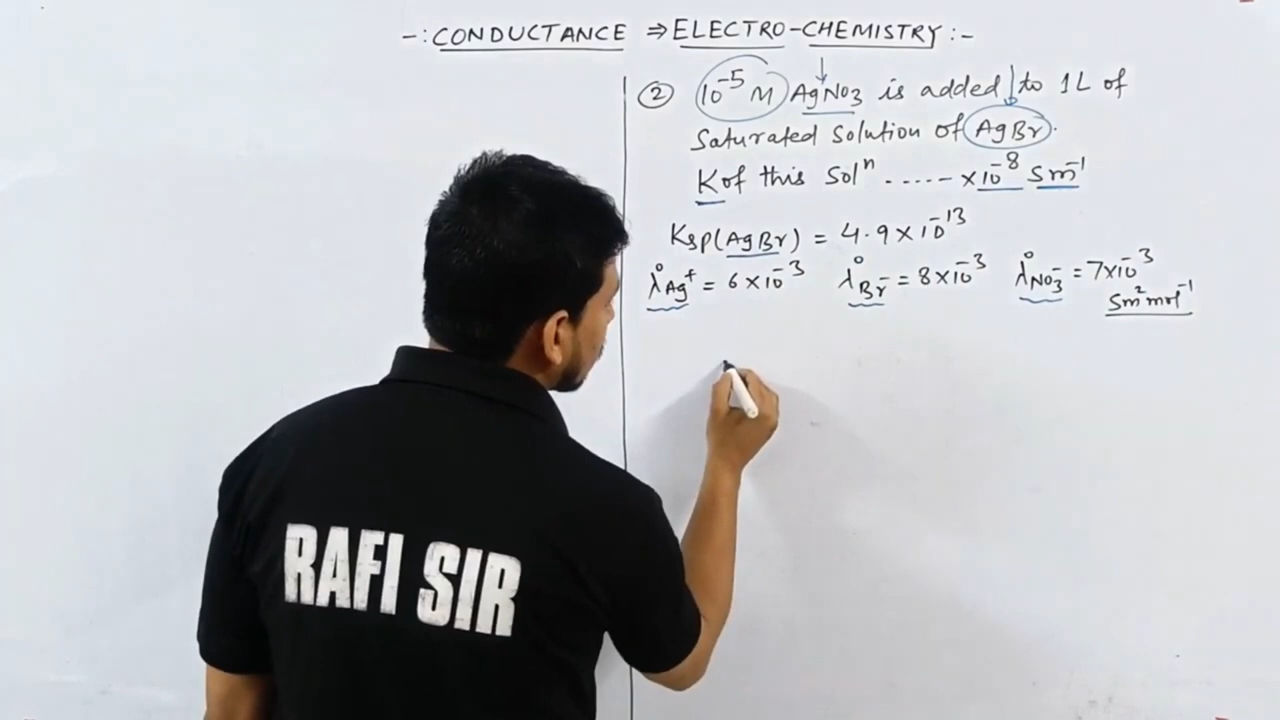 -: CONDUCTANCE ⇒ ELECTRO-CHEMISTRY :-
② 10⁻⁵ M AgNO₃ is added to 1L of
Saturated Solution of AgBr.
K of this Solⁿ ..... ×10⁻⁸ Sm⁻¹
Ksp(AgBr) = 4.9×10⁻¹³
λ°Ag⁺ = 6×10⁻³ λ°Br⁻ = 8×10⁻³ λ°NO₃⁻ = 7×10⁻³
Sm²mol⁻¹
RAFI SIR